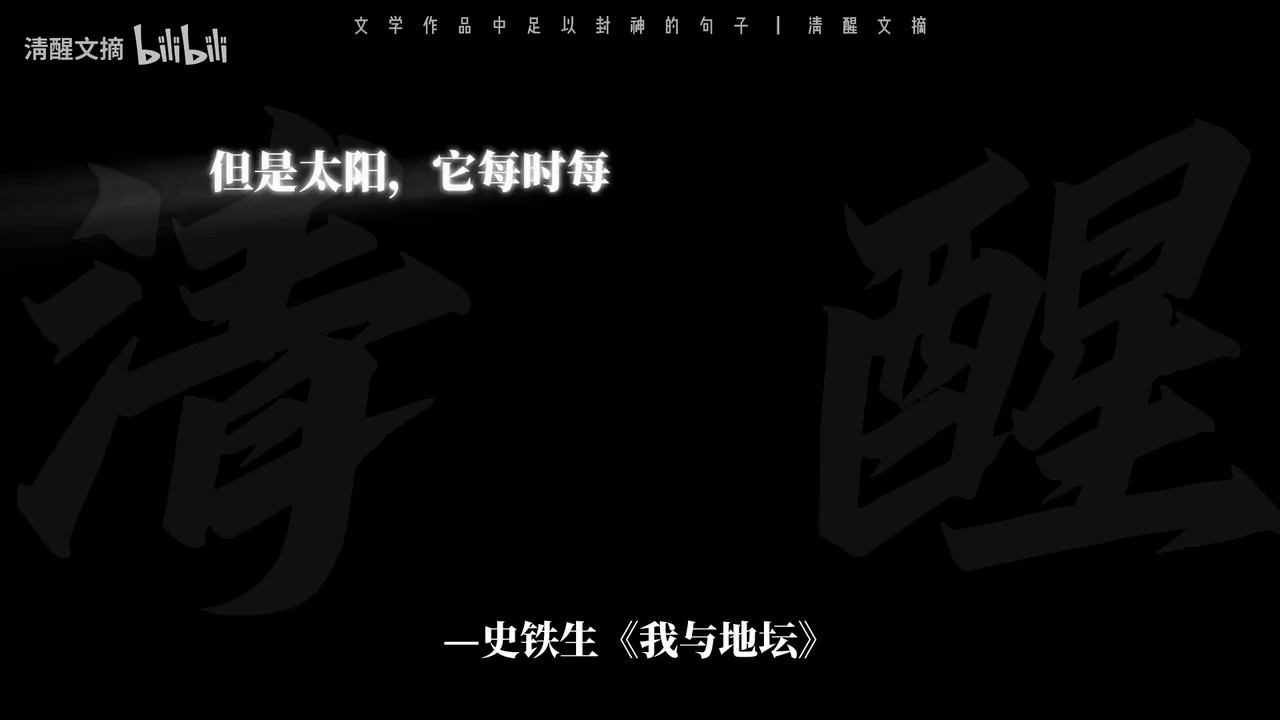 文学作品中足以封神的句子 | 清醒文摘
清醒文摘 bilibili
但是太阳，它每时每
清醒
—史铁生《我与地坛》